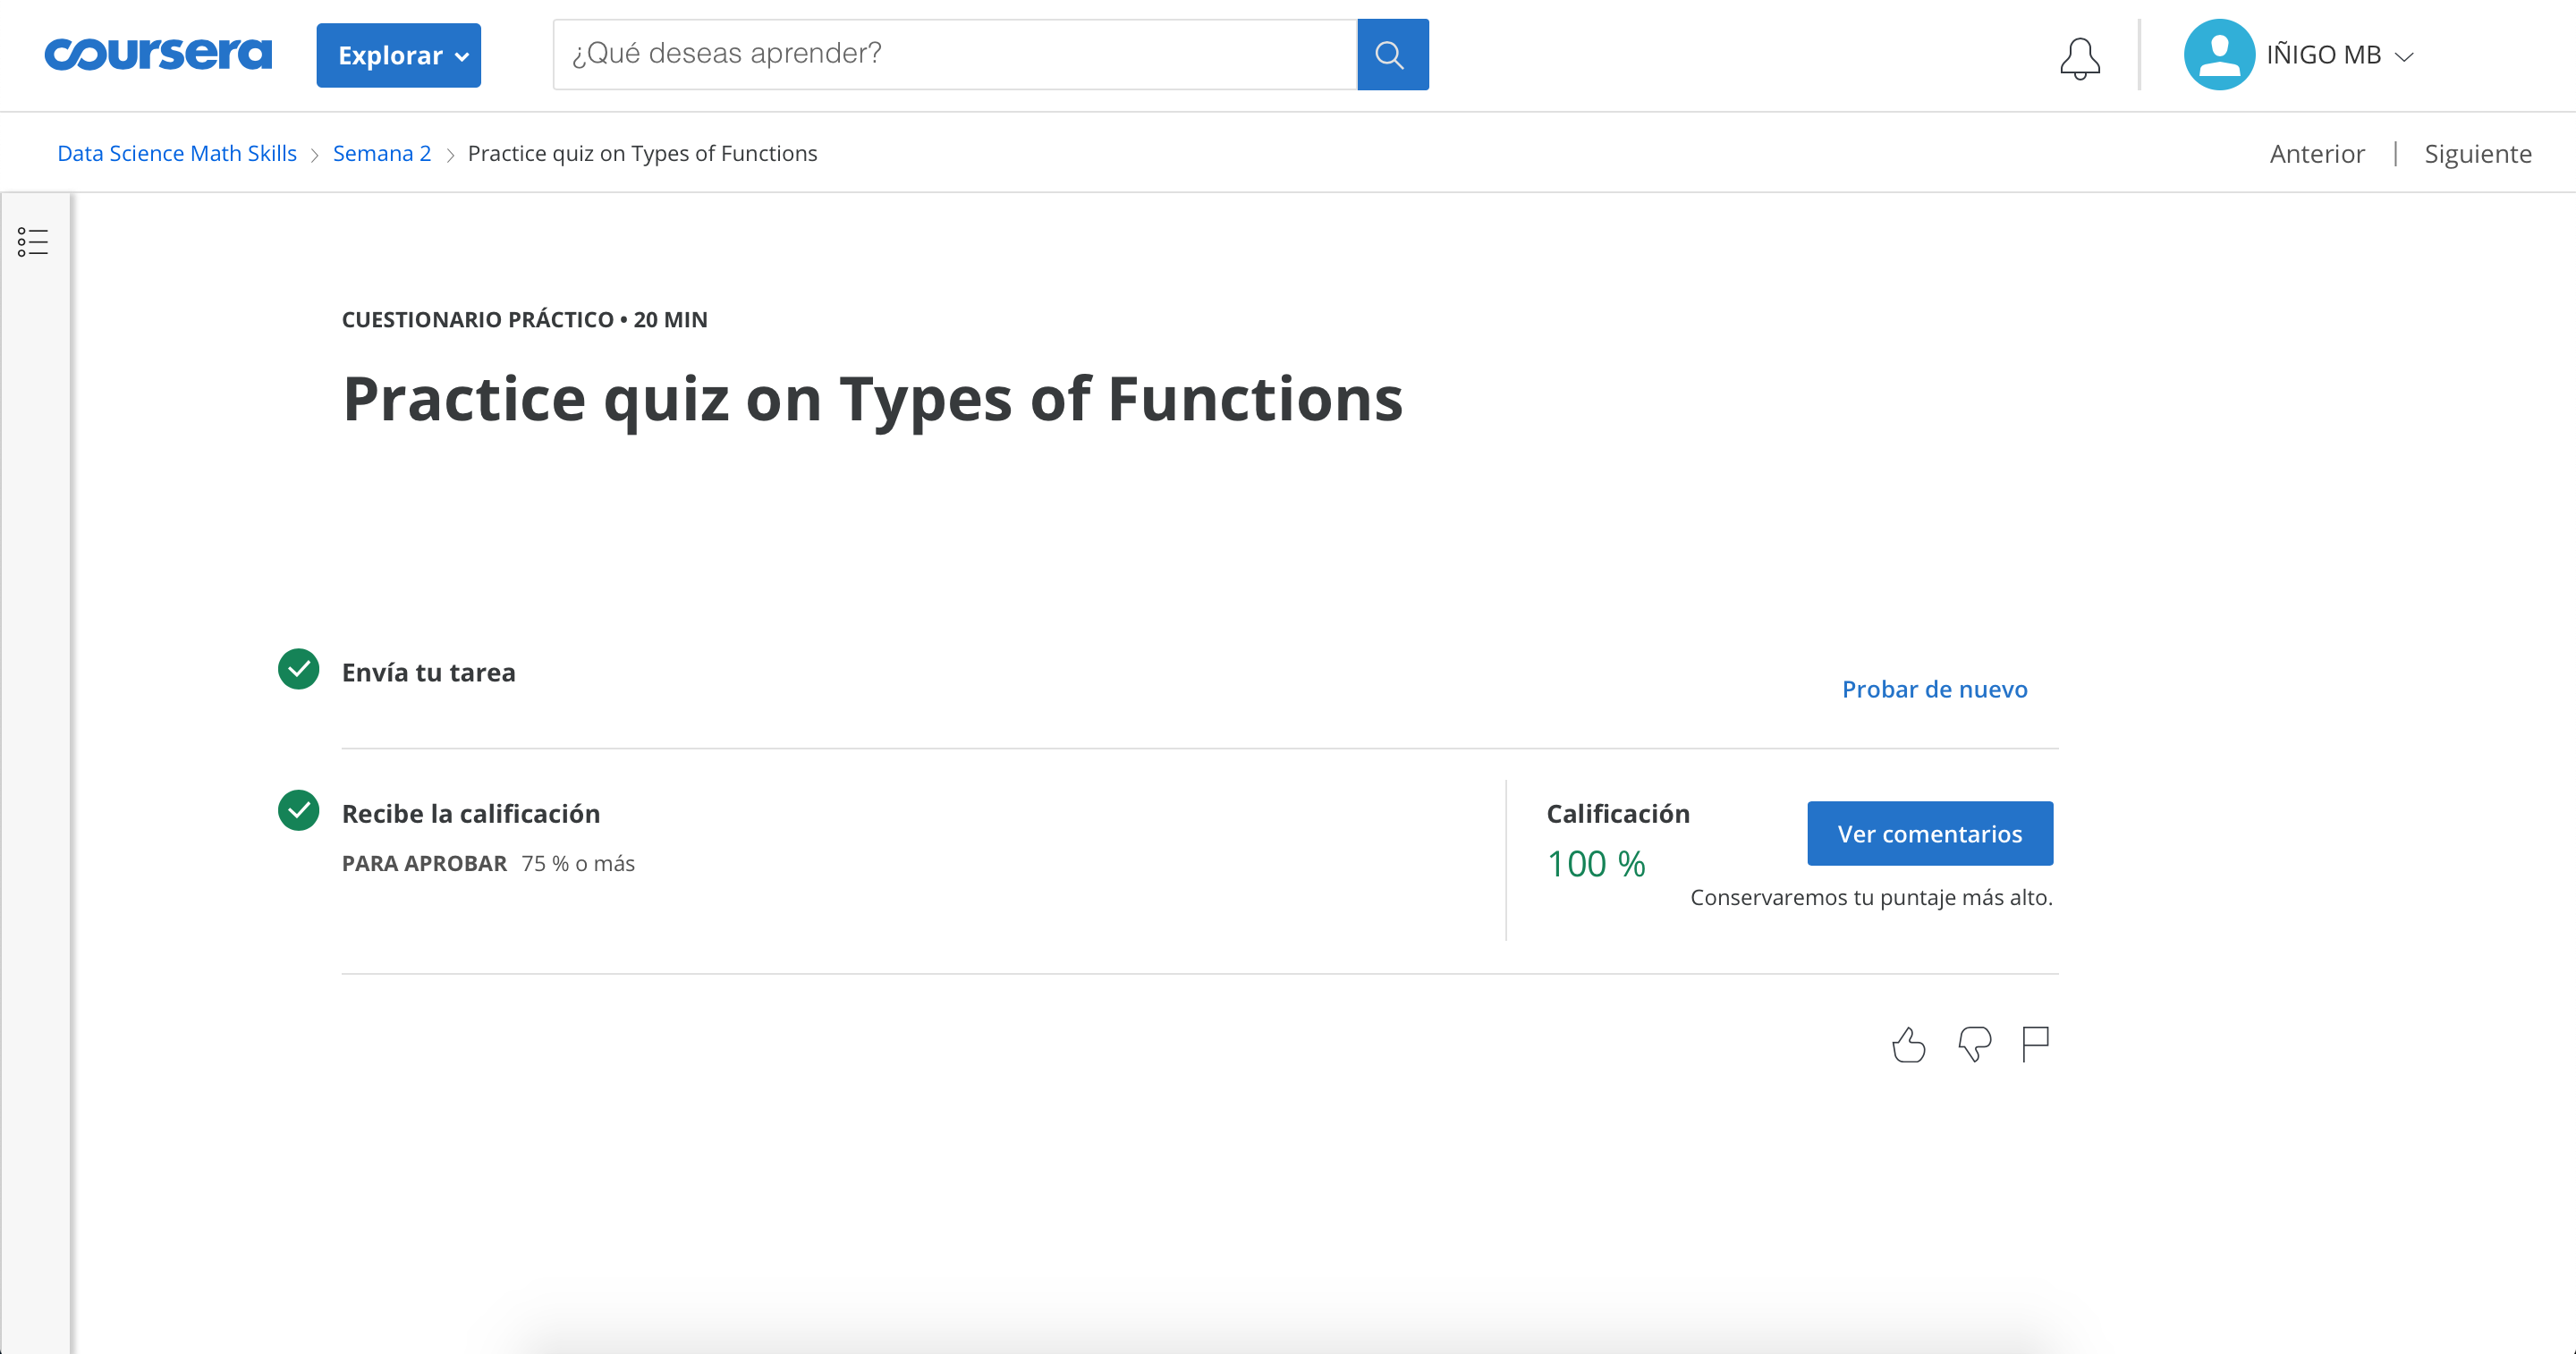 coursera
Explorar
¿Qué deseas aprender?
IÑIGO MB
Data Science Math Skills
Semana 2
Practice quiz on Types of Functions
Anterior
Siguiente
CUESTIONARIO PRÁCTICO • 20 MIN
Practice quiz on Types of Functions
Envía tu tarea
Probar de nuevo
Recibe la calificación
PARA APROBAR 75 % o más
Calificación
100 %
Ver comentarios
Conservaremos tu puntaje más alto.